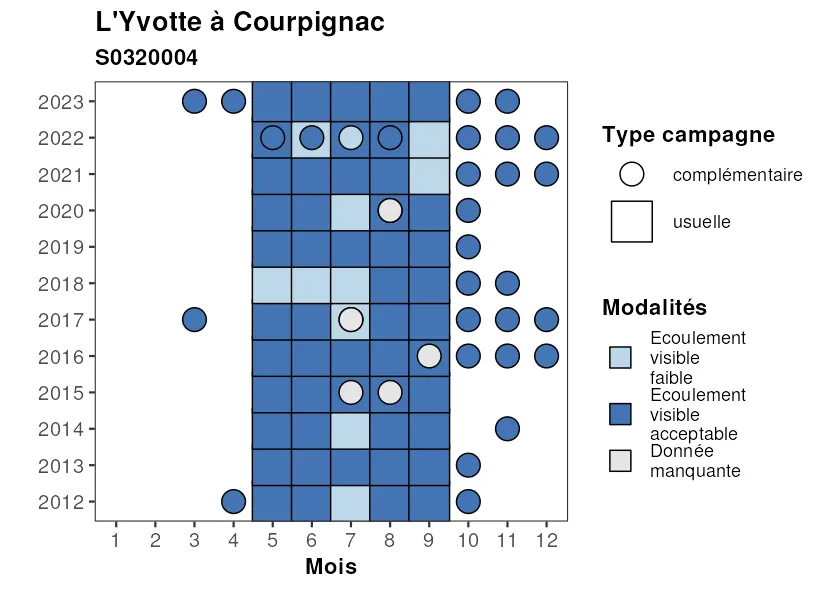 L'Yvotte à Courpignac
S0320004
2023
2022
2021
2020
2019
2018
2017
2016
2015
2014
2013
2012
1 2 3 4 5 6 7 8 9 10 11 12
Mois
Type campagne
complémentaire
usuelle
Modalités
Ecoulement
visible
faible
Ecoulement
visible
acceptable
Donnée
manquante